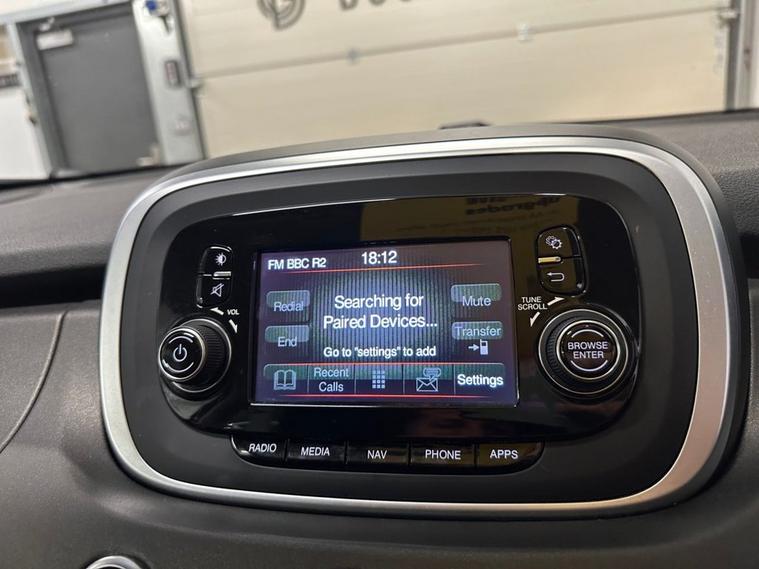 upgrades
FM BBC R2
18:12
Redial
Searching for
Paired Devices...
Mute
End
Transfer
Go to "settings" to add
Recent
Calls
Settings
VOL
TUNE
SCROLL
BROWSE
ENTER
RADIO
MEDIA
NAV
PHONE
APPS